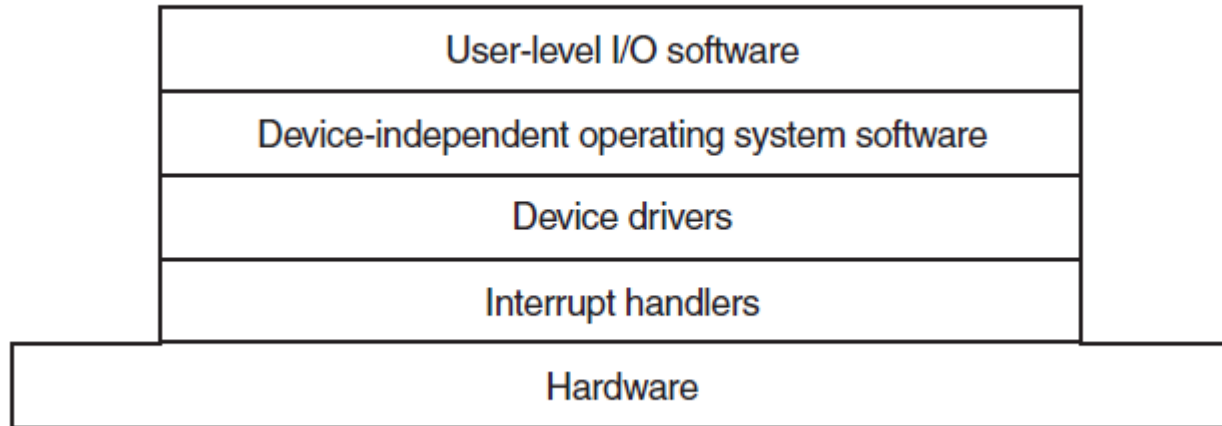 User-level I/O software
Device-independent operating system software
Device drivers
Interrupt handlers
Hardware